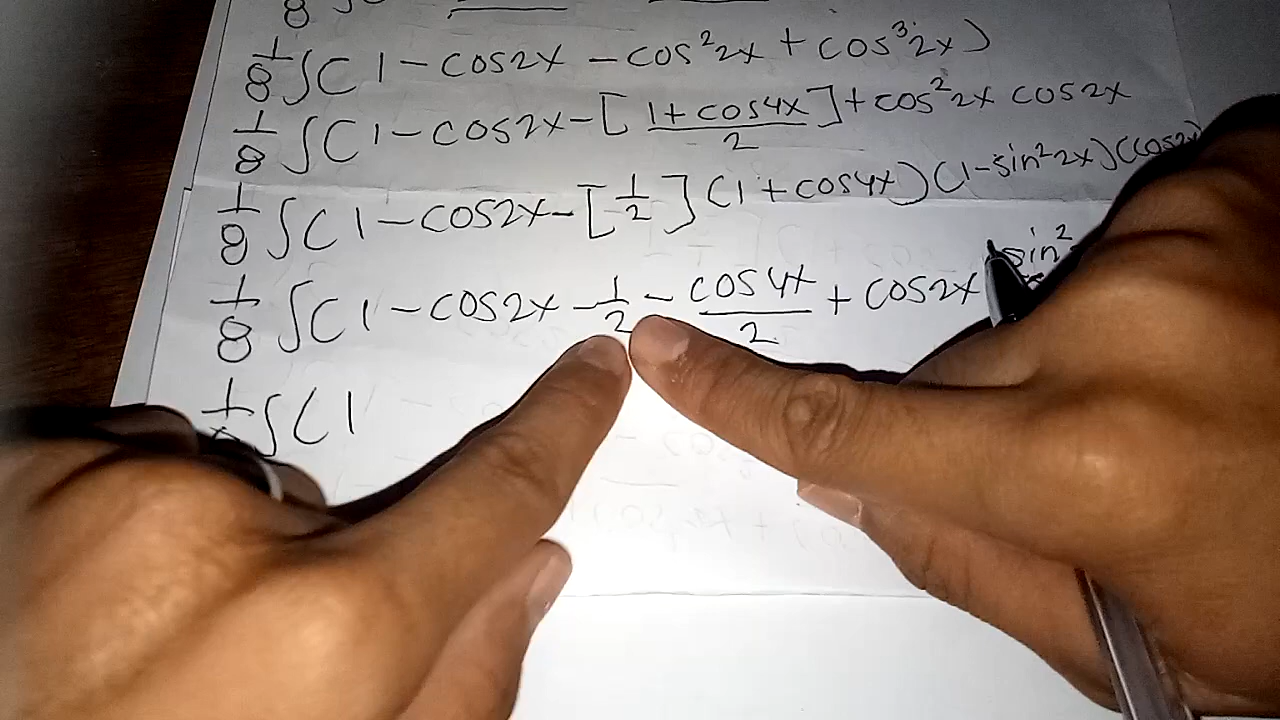 8 ∫
1/8 ∫( 1 - cos2x - cos²2x + cos³2x)
1/8 ∫( 1 - cos2x - [ 1 + cos4x / 2 ] + cos²2x cos2x
1/8 ∫( 1 - cos2x - [ 1/2 ] (1 + cos4x) (1 - sin²2x) (cos2x
1/8 ∫( 1 - cos2x - 1/2 - cos4x / 2 + cos2x sin²
1/ ∫( 1